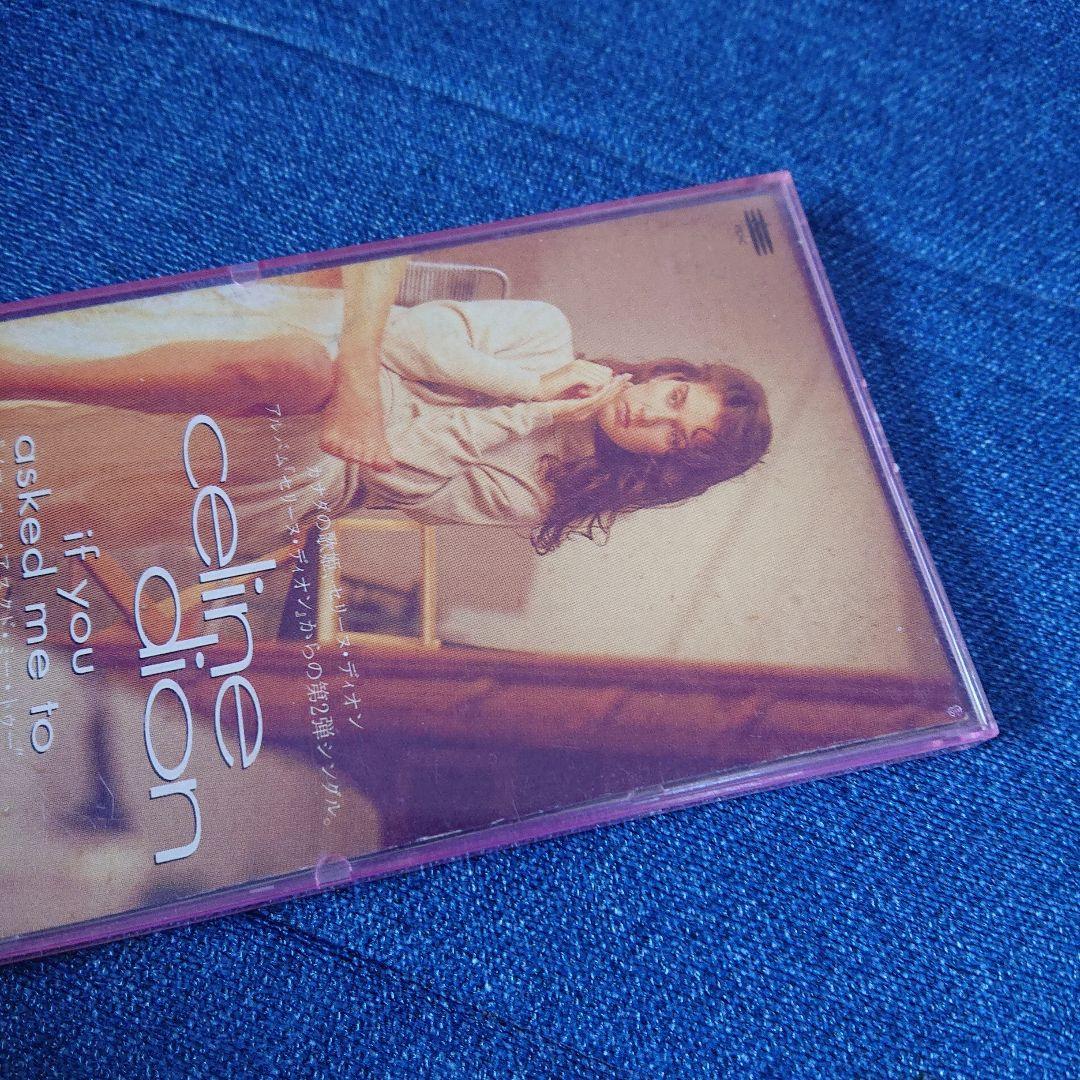 カナダの歌姫、セリーヌ・ディオン
アルバム『セリーヌ・ディオン』からの第2弾シングル。
celine
dion
if you
asked me to